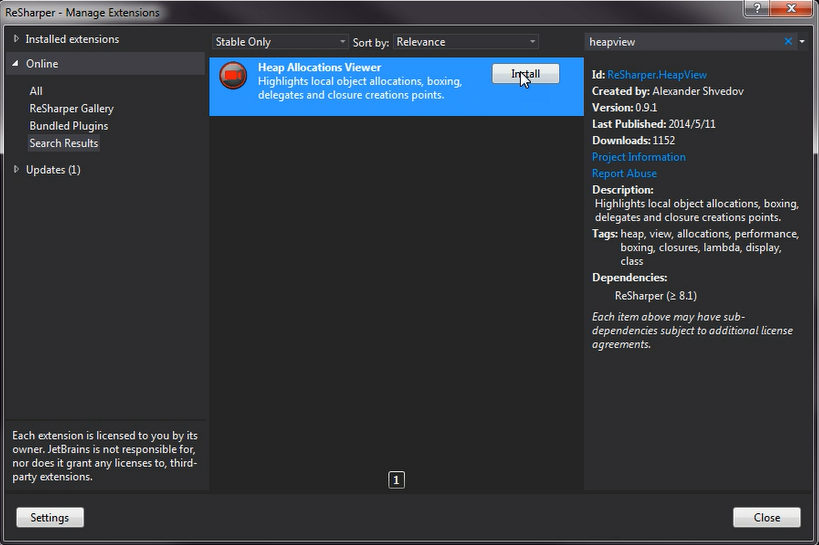 ReSharper - Manage Extensions
?
Installed extensions
Online
All
ReSharper Gallery
Bundled Plugins
Search Results
Updates (1)
Each extension is licensed to you by its
owner. JetBrains is not responsible for,
nor does it grant any licenses to, third-
party extensions.
Settings
Stable Only
Sort by: Relevance
Heap Allocations Viewer
Highlights local object allocations, boxing,
delegates and closure creations points.
Install
1
heapview
Id: ReSharper.HeapView
Created by: Alexander Shvedov
Version: 0.9.1
Last Published: 2014/5/11
Downloads: 1152
Project Information
Report Abuse
Description:
Highlights local object allocations, boxing,
delegates and closure creations points.
Tags: heap, view, allocations, performance,
boxing, closures, lambda, display,
class
Dependencies:
ReSharper (≥ 8.1)
Each item above may have sub-
dependencies subject to additional license
agreements.
Close